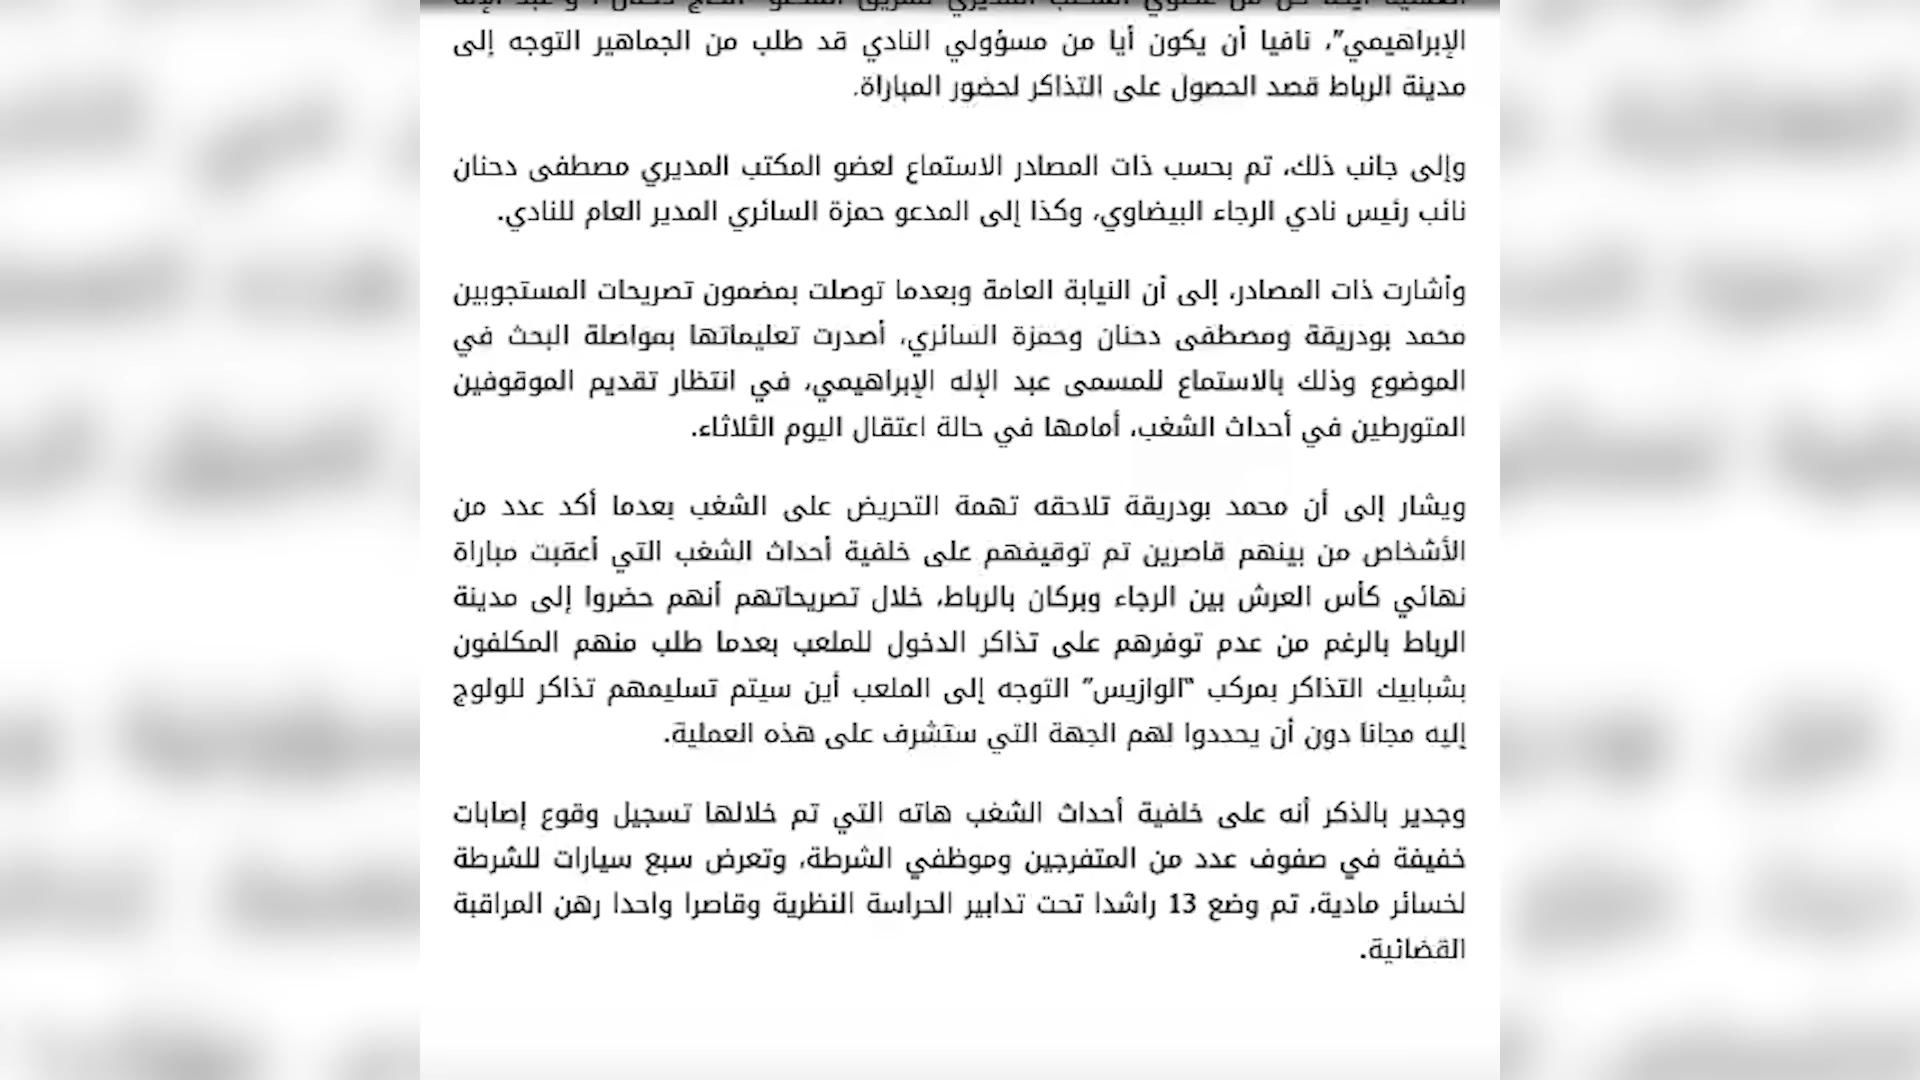 الإبراهيمي"، نافيا أن يكون أيا من مسؤولي النادي قد طلب من الجماهير التوجه إلى
مدينة الرباط قصد الحصول على التذاكر لحضور المباراة.
وإلى جانب ذلك، تم بحسب ذات المصادر الاستماع لعضو المكتب المديري مصطفى دحنان
نائب رئيس نادي الرجاء البيضاوي، وكذا إلى المدعو حمزة السائري المدير العام للنادي.
وأشارت ذات المصادر، إلى أن النيابة العامة وبعدما توصلت بمضمون تصريحات المستجوبين
محمد بودريقة ومصطفى دحنان وحمزة السائري، أصدرت تعليماتها بمواصلة البحث في
الموضوع وذلك بالاستماع للمسمى عبد الإله الإبراهيمي، في انتظار تقديم الموقوفين
المتورطين في أحداث الشغب، أمامها في حالة اعتقال اليوم الثلاثاء.
ويشار إلى أن محمد بودريقة تلاحقه تهمة التحريض على الشغب بعدما أكد عدد من
الأشخاص من بينهم قاصرين تم توقيفهم على خلفية أحداث الشغب التي أعقبت مباراة
نهائي كأس العرش بين الرجاء وبركان بالرباط، خلال تصريحاتهم أنهم حضروا إلى مدينة
الرباط بالرغم من عدم توفرهم على تذاكر الدخول للملعب بعدما طلب منهم المكلفون
بشبابيك التذاكر بمركب "الوازيس" التوجه إلى الملعب أين سيتم تسليمهم تذاكر للولوج
إليه مجانا دون أن يحددوا لهم الجهة التي ستشرف على هذه العملية.
وجدير بالذكر أنه على خلفية أحداث الشغب هاته التي تم خلالها تسجيل وقوع إصابات
خفيفة في صفوف عدد من المتفرجين وموظفي الشرطة، وتعرض سبع سيارات للشرطة
لخسائر مادية، تم وضع 13 راشدا تحت تدابير الحراسة النظرية وقاصرا واحدا رهن المراقبة
القضائية.